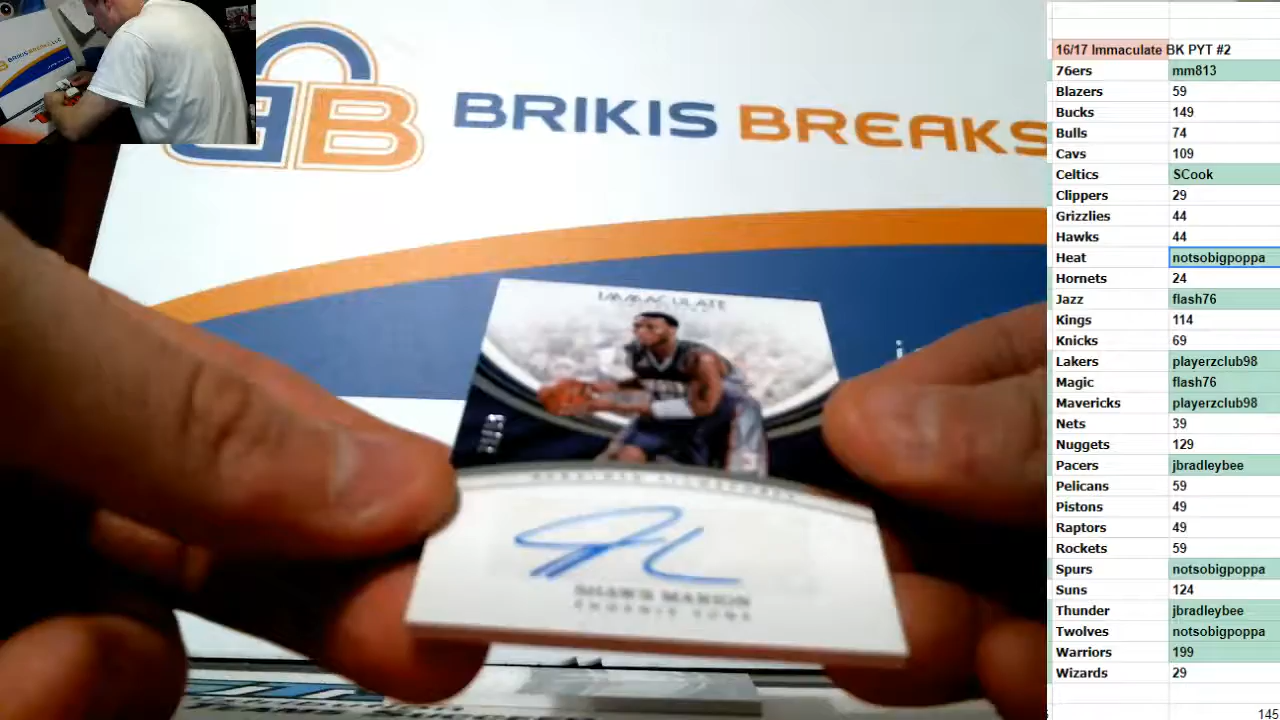 BRIKIS BREAKS
BB
BRIKIS BREAKS
IMMACULATE
SHAWN MARION
PHOENIX SUNS
16/17 Immaculate BK PYT #2
76ers mm813
Blazers 59
Bucks 149
Bulls 74
Cavs 109
Celtics SCook
Clippers 29
Grizzlies 44
Hawks 44
Heat notsobigpoppa
Hornets 24
Jazz flash76
Kings 114
Knicks 69
Lakers playerzclub98
Magic flash76
Mavericks playerzclub98
Nets 39
Nuggets 129
Pacers jbradleybee
Pelicans 59
Pistons 49
Raptors 49
Rockets 59
Spurs notsobigpoppa
Suns 124
Thunder jbradleybee
Twolves notsobigpoppa
Warriors 199
Wizards 29
145